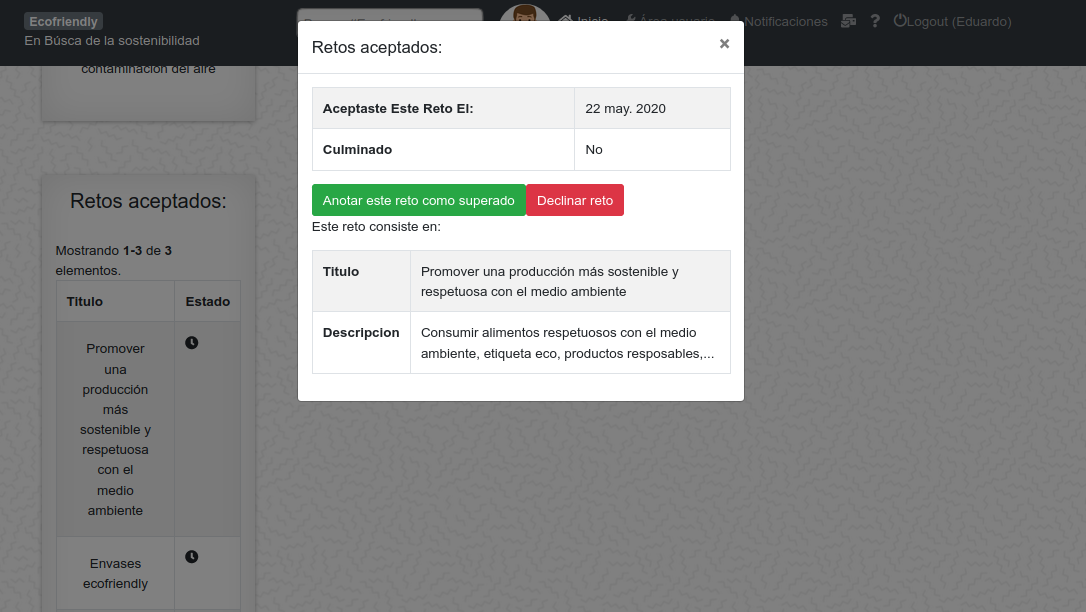 Ecofriendly
En Búsca de la sostenibilidad
Inicio
Área usuario
Notificaciones
?
Logout (Eduardo)
contaminación del aire
Retos aceptados:
Mostrando 1-3 de 3
elementos.
Titulo Estado
Promover
una
producción
más
sostenible y
respetuosa
con el
medio
ambiente
Envases
ecofriendly
Retos aceptados:
×
Aceptaste Este Reto El: 22 may. 2020
Culminado No
Anotar este reto como superado Declinar reto
Este reto consiste en:
Titulo Promover una producción más sostenible y
respetuosa con el medio ambiente
Descripcion Consumir alimentos respetuosos con el medio
ambiente, etiqueta eco, productos resposables,...